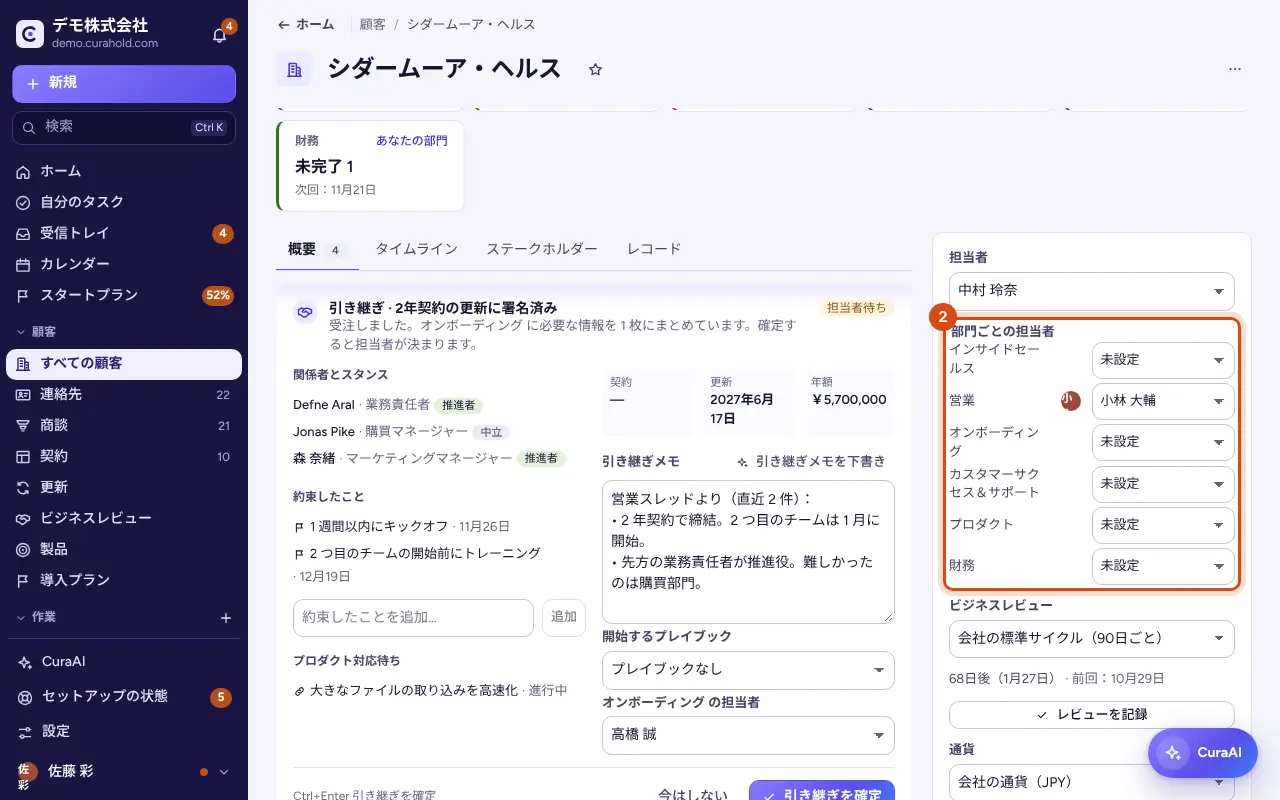 デモ株式会社
demo.curahold.com
4
新規
検索
Ctrl K
ホーム
自分のタスク
受信トレイ
4
カレンダー
スタートプラン
52%
顧客
すべての顧客
連絡先
22
商談
21
契約
10
更新
ビジネスレビュー
製品
導入プラン
作業
CuraAI
セットアップの状態
5
設定
佐彩
佐藤 彩
← ホーム
顧客 / シダームーア・ヘルス
シダームーア・ヘルス
財務
あなたの部門
未完了 1
次回：11月21日
概要 4
タイムライン
ステークホルダー
レコード
引き継ぎ · 2年契約の更新に署名済み
担当者待ち
受注しました。オンボーディング に必要な情報を 1 枚にまとめています。確定す
ると担当者が決まります。
関係者とスタンス
Defne Aral · 業務責任者 推進者
Jonas Pike · 購買マネージャー 中立
森 奈緒 · マーケティングマネージャー 推進者
約束したこと
1 週間以内にキックオフ · 11月26日
2 つ目のチームの開始前にトレーニング
· 12月19日
約束したことを追加...
追加
プロダクト対応待ち
大きなファイルの取り込みを高速化 · 進行中
契約
—
更新
2027年6月
17日
年額
￥5,700,000
引き継ぎメモ
引き継ぎメモを下書き
営業スレッドより（直近 2 件）：
• 2 年契約で締結。2 つ目のチームは 1 月に
開始。
• 先方の業務責任者が推進役。難しかった
のは購買部門。
開始するプレイブック
プレイブックなし
オンボーディング の担当者
高橋 誠
Ctrl+Enter 引き継ぎを確定
今はしない
引き継ぎを確定
担当者
中村 玲奈
2
部門ごとの担当者
インサイドセー
ルス
未設定
営業
小
小林 大輔
オンボーディン
グ
未設定
カスタマーサク
セス＆サポート
未設定
プロダクト
未設定
財務
未設定
ビジネスレビュー
会社の標準サイクル（90日ごと）
68日後（1月27日） · 前回：10月29日
レビューを記録
通貨
会社の通貨（JPY）
CuraAI